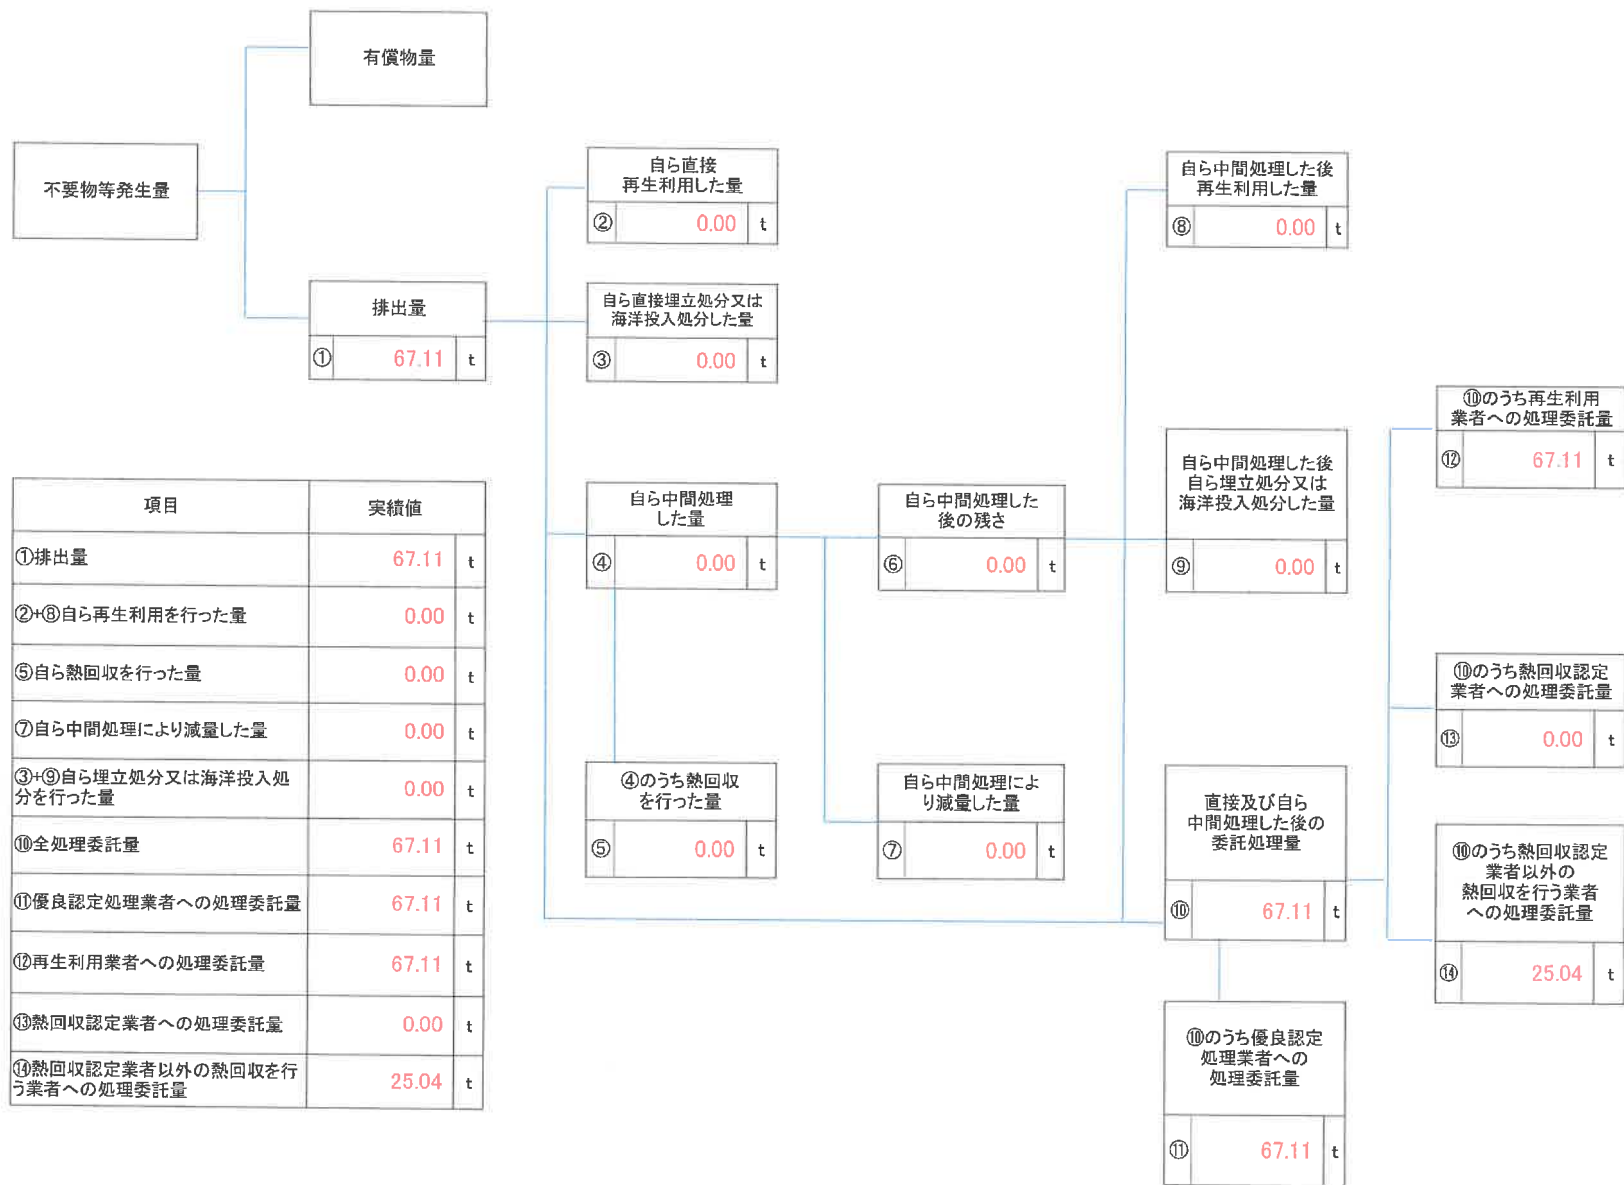 有償物量
不要物等発生量
排出量
① 67.11 t
自ら直接
再生利用した量
② 0.00 t
自ら直接埋立処分又は
海洋投入処分した量
③ 0.00 t
自ら中間処理
した量
④ 0.00 t
④のうち熱回収
を行った量
⑤ 0.00 t
自ら中間処理した
後の残さ
⑥ 0.00 t
自ら中間処理によ
り減量した量
⑦ 0.00 t
自ら中間処理した後
再生利用した量
⑧ 0.00 t
自ら中間処理した後
自ら埋立処分又は
海洋投入処分した量
⑨ 0.00 t
直接及び自ら
中間処理した後の
委託処理量
⑩ 67.11 t
⑩のうち優良認定
処理業者への
処理委託量
⑪ 67.11 t
⑩のうち再生利用
業者への処理委託量
⑫ 67.11 t
⑩のうち熱回収認定
業者への処理委託量
⑬ 0.00 t
⑩のうち熱回収認定
業者以外の
熱回収を行う業者
への処理委託量
⑭ 25.04 t
項目 実績値
①排出量 67.11 t
②+⑧自ら再生利用を行った量 0.00 t
⑤自ら熱回収を行った量 0.00 t
⑦自ら中間処理により減量した量 0.00 t
③+⑨自ら埋立処分又は海洋投入処
分を行った量 0.00 t
⑩全処理委託量 67.11 t
⑪優良認定処理業者への処理委託量 67.11 t
⑫再生利用業者への処理委託量 67.11 t
⑬熱回収認定業者への処理委託量 0.00 t
⑭熱回収認定業者以外の熱回収を行
う業者への処理委託量 25.04 t